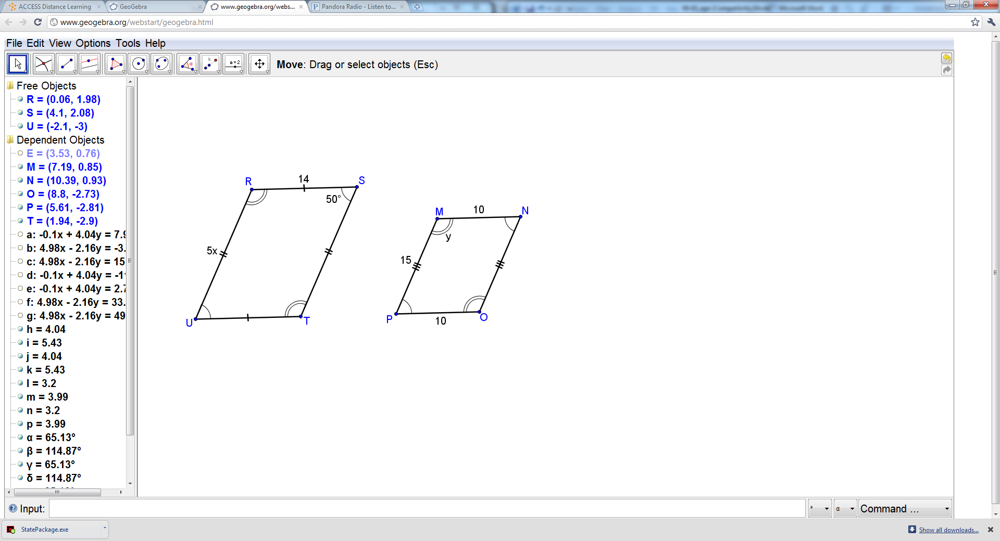 ACCESS Distance Learning
GeoGebra
www.geogebra.org/webs...
Pandora Radio - Listen to...
www.geogebra.org/webstart/geogebra.html
File Edit View Options Tools Help
k
a=2
Move: Drag or select objects (Esc)
Free Objects
R = (0.06, 1.98)
S = (4.1, 2.08)
U = (-2.1, -3)
Dependent Objects
E = (3.53, 0.76)
M = (7.19, 0.85)
N = (10.39, 0.93)
O = (8.8, -2.73)
P = (5.61, -2.81)
T = (1.94, -2.9)
a: -0.1x + 4.04y = 7.9
b: 4.98x - 2.16y = -3.
c: 4.98x - 2.16y = 15
d: -0.1x + 4.04y = -1
e: -0.1x + 4.04y = 2.7
f: 4.98x - 2.16y = 33.
g: 4.98x - 2.16y = 49
h = 4.04
i = 5.43
j = 4.04
k = 5.43
l = 3.2
m = 3.99
n = 3.2
p = 3.99
α = 65.13°
β = 114.87°
γ = 65.13°
δ = 114.87°
R 14 S
50°
5x
U T
M 10 N
y
15
P O
10
Input:
² α Command ...
StatePackage.exe
Show all downloads...